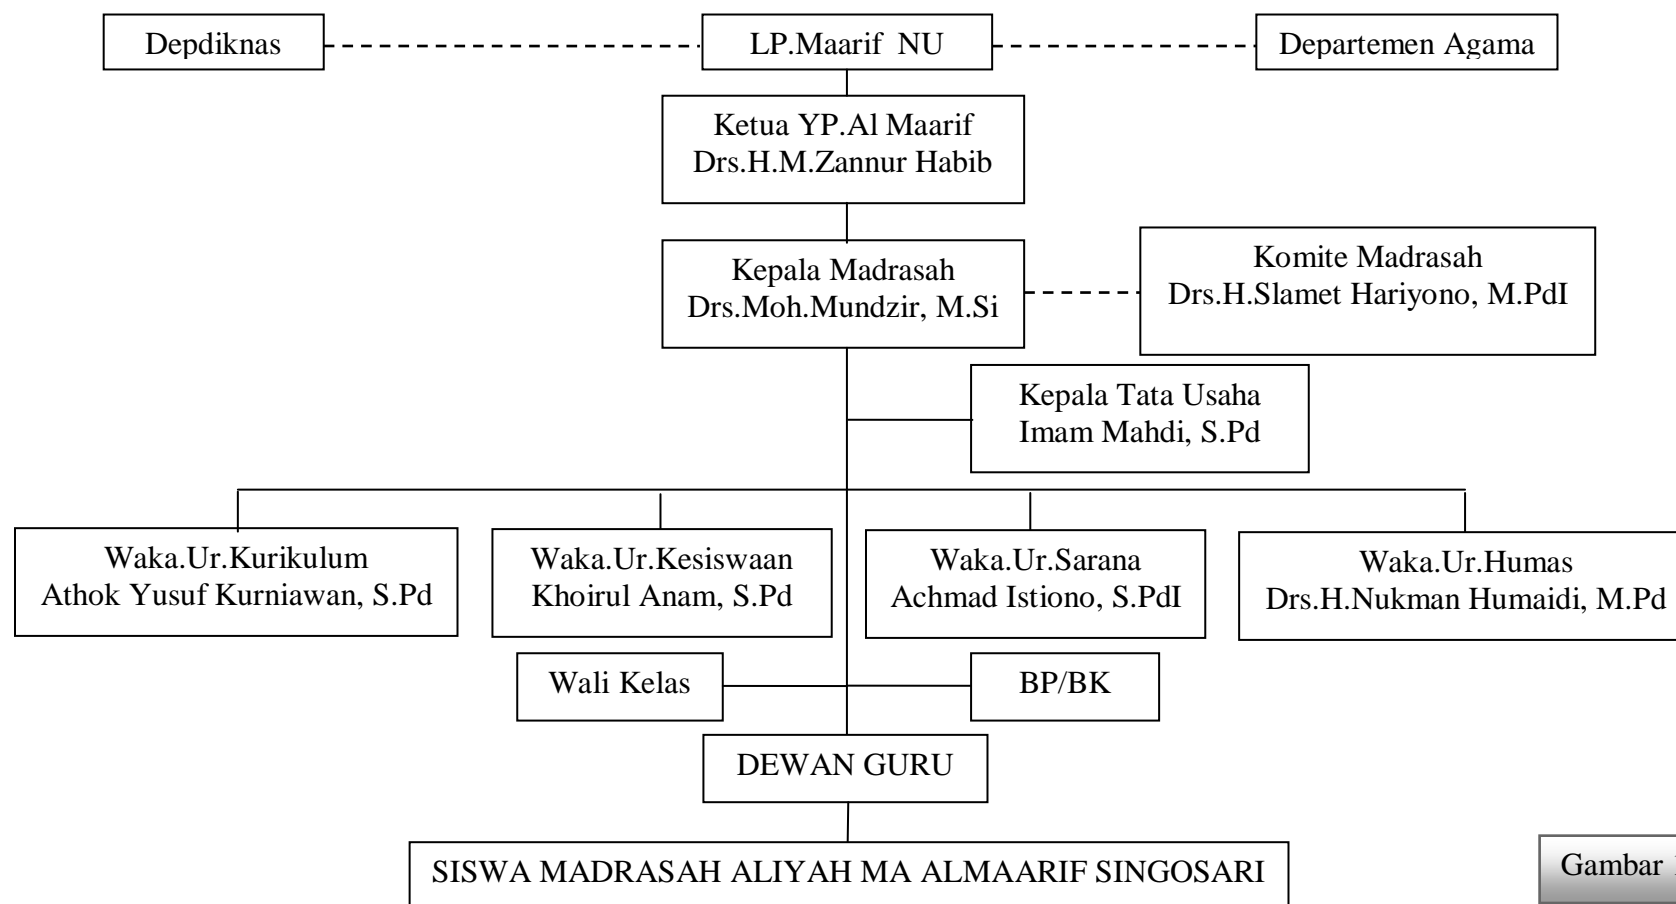 Depdiknas
LP.Maarif NU
Departemen Agama
Ketua YP.Al Maarif
Drs.H.M.Zannur Habib
Kepala Madrasah
Drs.Moh.Mundzir, M.Si
Komite Madrasah
Drs.H.Slamet Hariyono, M.PdI
Kepala Tata Usaha
Imam Mahdi, S.Pd
Waka.Ur.Kurikulum
Athok Yusuf Kurniawan, S.Pd
Waka.Ur.Kesiswaan
Khoirul Anam, S.Pd
Waka.Ur.Sarana
Achmad Istiono, S.PdI
Waka.Ur.Humas
Drs.H.Nukman Humaidi, M.Pd
Wali Kelas
BP/BK
DEWAN GURU
SISWA MADRASAH ALIYAH MA ALMAARIF SINGOSARI
Gambar